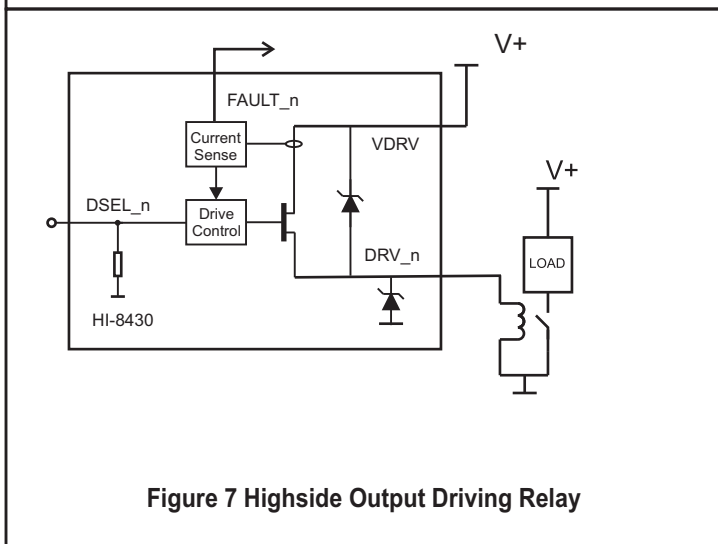 V+
FAULT_n
Current
Sense
VDRV
V+
DSEL_n
Drive
Control
DRV_n
LOAD
HI-8430
Figure 7 Highside Output Driving Relay